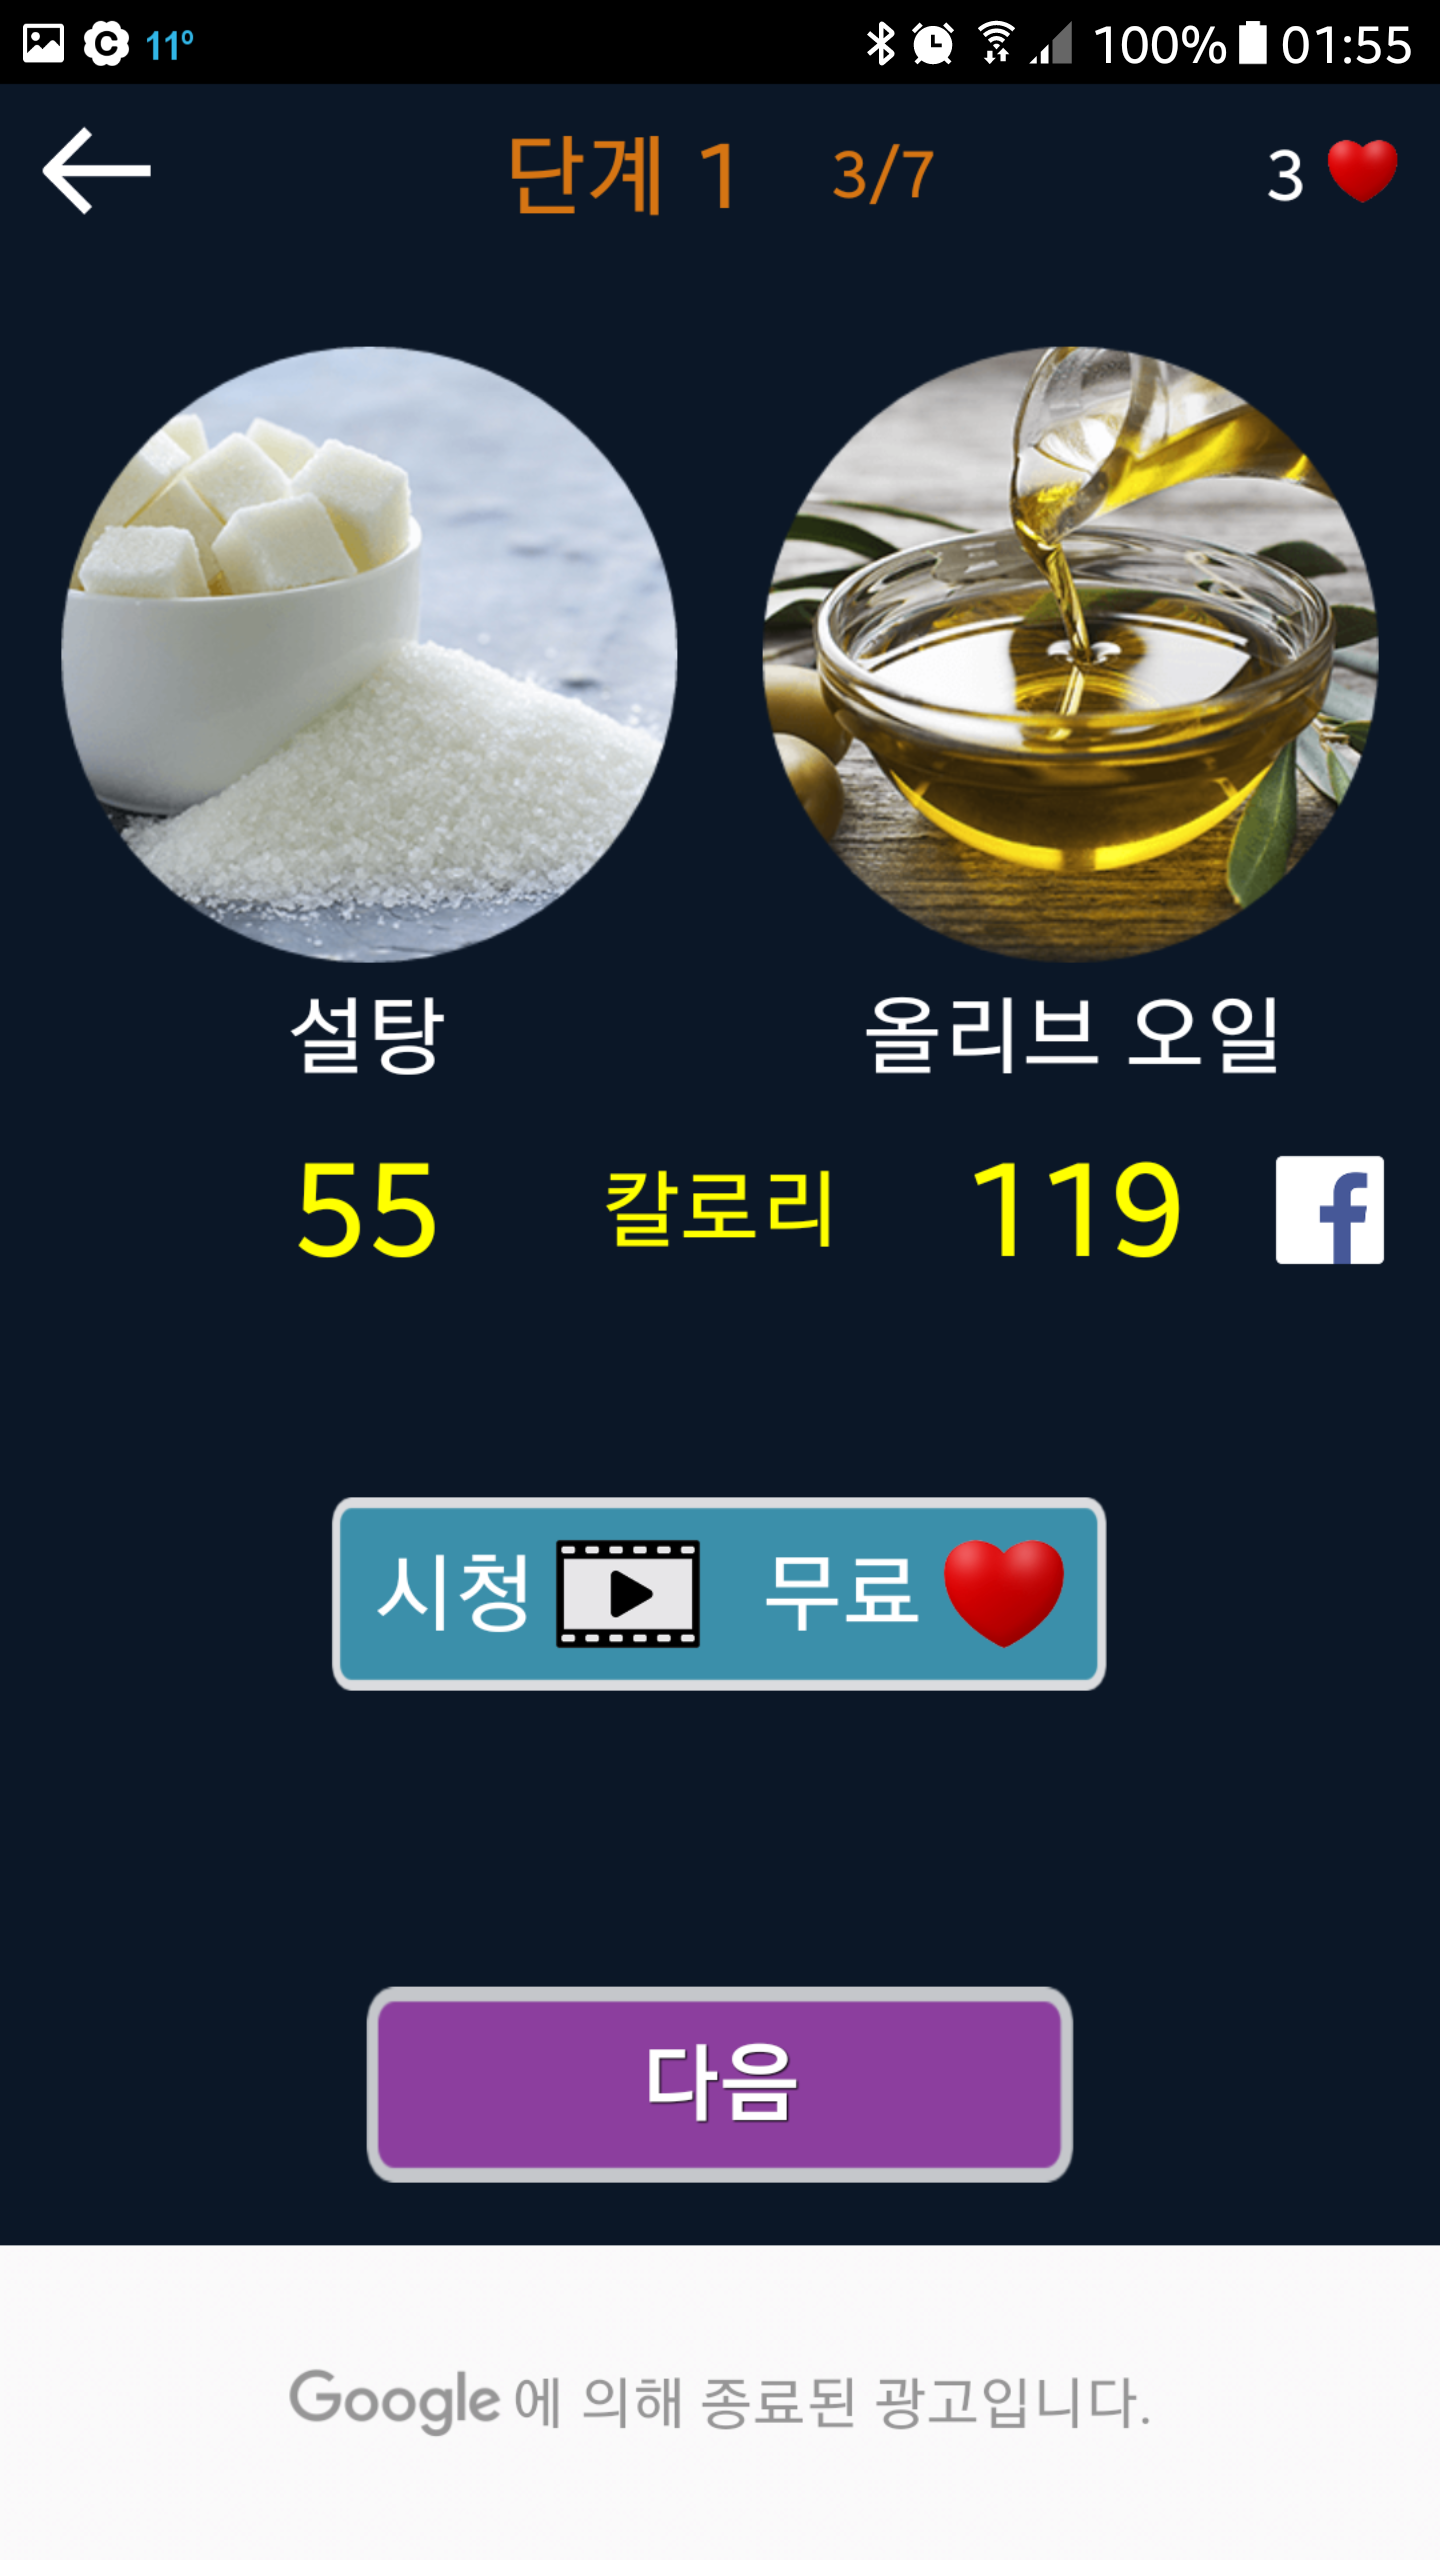 11° 100% 01:55
단계 1 3/7 3
설탕 올리브 오일
55 칼로리 119
시청 무료
다음
Google에 의해 종료된 광고입니다.